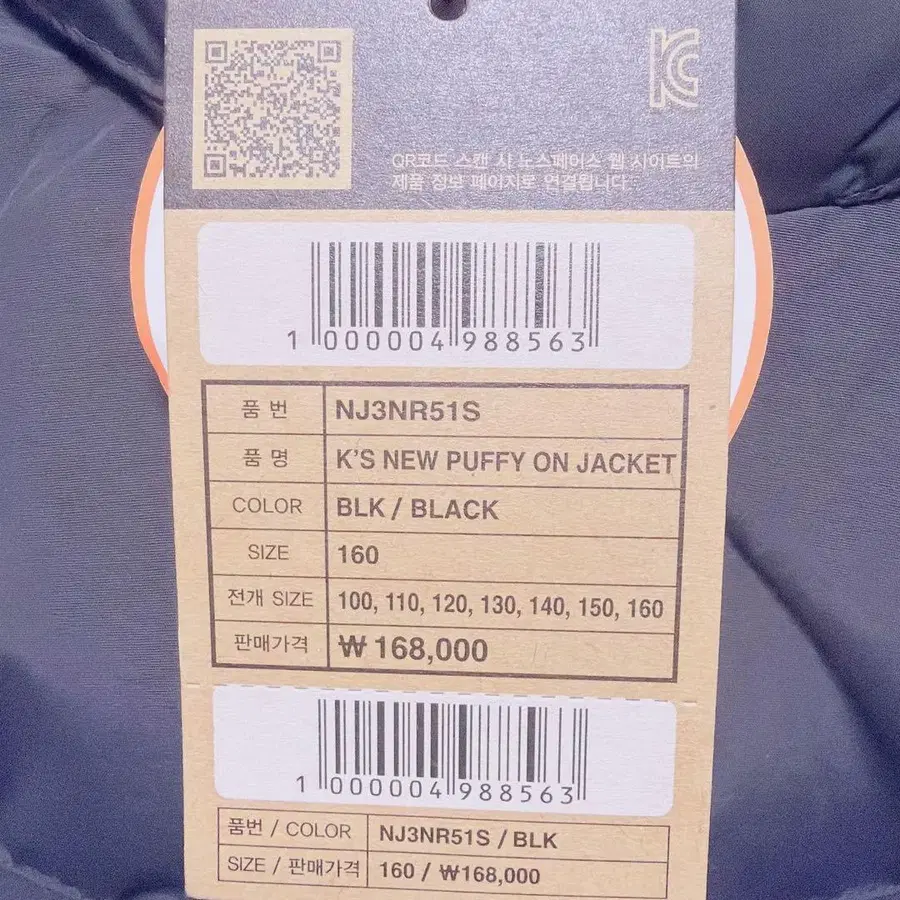 KC
QR코드 스캔 시 노스페이스 웹 사이트의
제품 정보 페이지로 연결됩니다.
1 000004 988563
품 번 NJ3NR51S
품 명 K'S NEW PUFFY ON JACKET
COLOR BLK / BLACK
SIZE 160
전개 SIZE 100, 110, 120, 130, 140, 150, 160
판매가격 ₩ 168,000
1 000004 988563
품번 / COLOR NJ3NR51S / BLK
SIZE / 판매가격 160 / ₩168,000